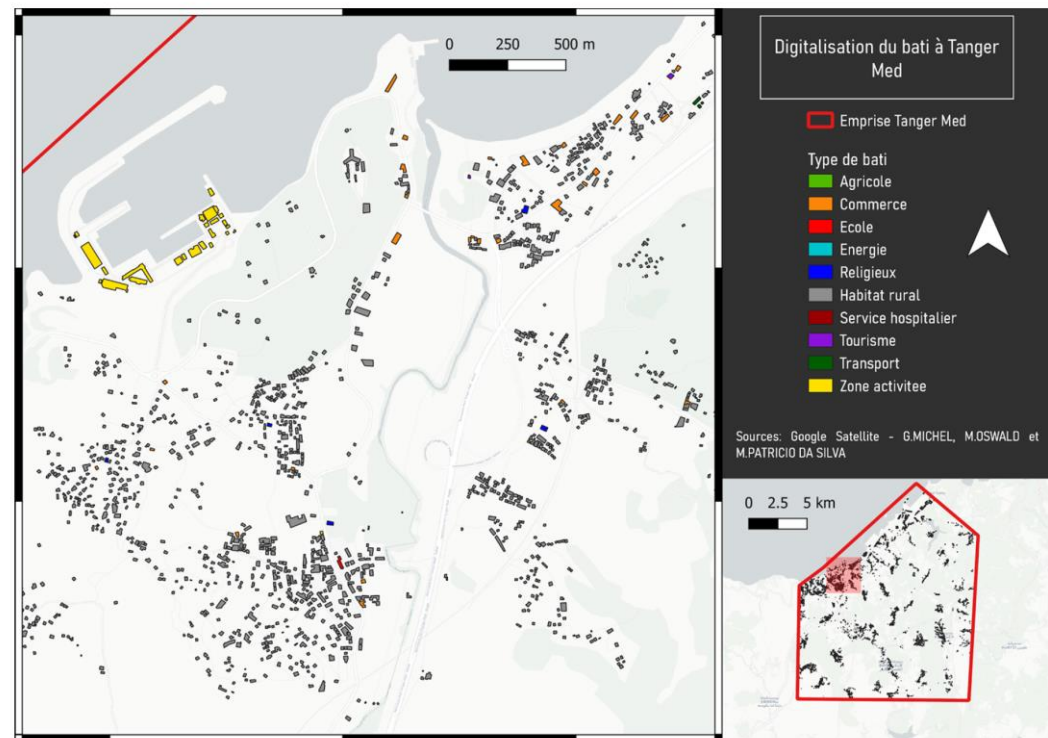 0 250 500 m
Digitalisation du bati à Tanger
Med
Emprise Tanger Med
Type de bati
Agricole
Commerce
Ecole
Energie
Religieux
Habitat rural
Service hospitalier
Tourisme
Transport
Zone activitee
Sources: Google Satellite - G.MICHEL, M.OSWALD et
M.PATRICIO DA SILVA
0 2.5 5 km